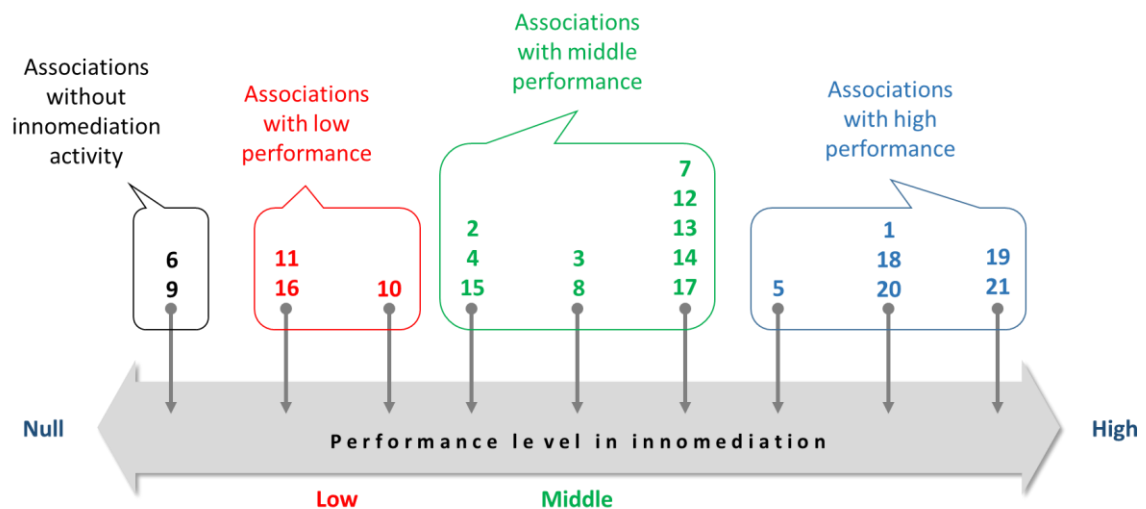 Associations
without
innomediation
activity
6
9
Associations
with low
performance
11
16
10
Associations
with middle
performance
2
4
15
3
8
7
12
13
14
17
Associations
with high
performance
5
1
18
20
19
21
Null
Performance level in innomediation
High
Low
Middle